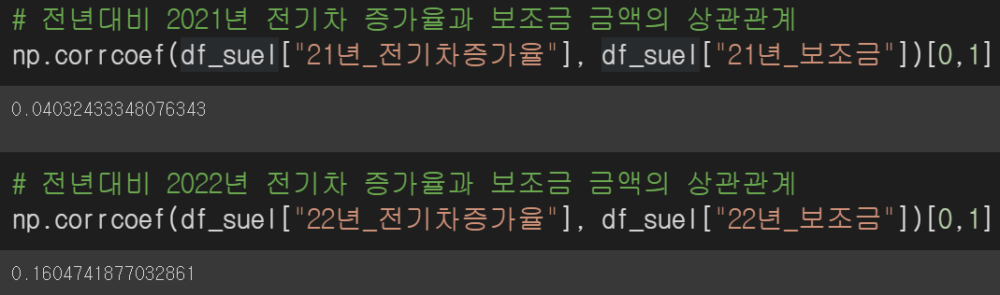 # 전년대비 2021년 전기차 증가율과 보조금 금액의 상관관계
np.corrcoef(df_suel["21년_전기차증가율"], df_suel["21년_보조금"])[0,1]
0.04032433348076343
# 전년대비 2022년 전기차 증가율과 보조금 금액의 상관관계
np.corrcoef(df_suel["22년_전기차증가율"], df_suel["22년_보조금"])[0,1]
0.1604741877032861